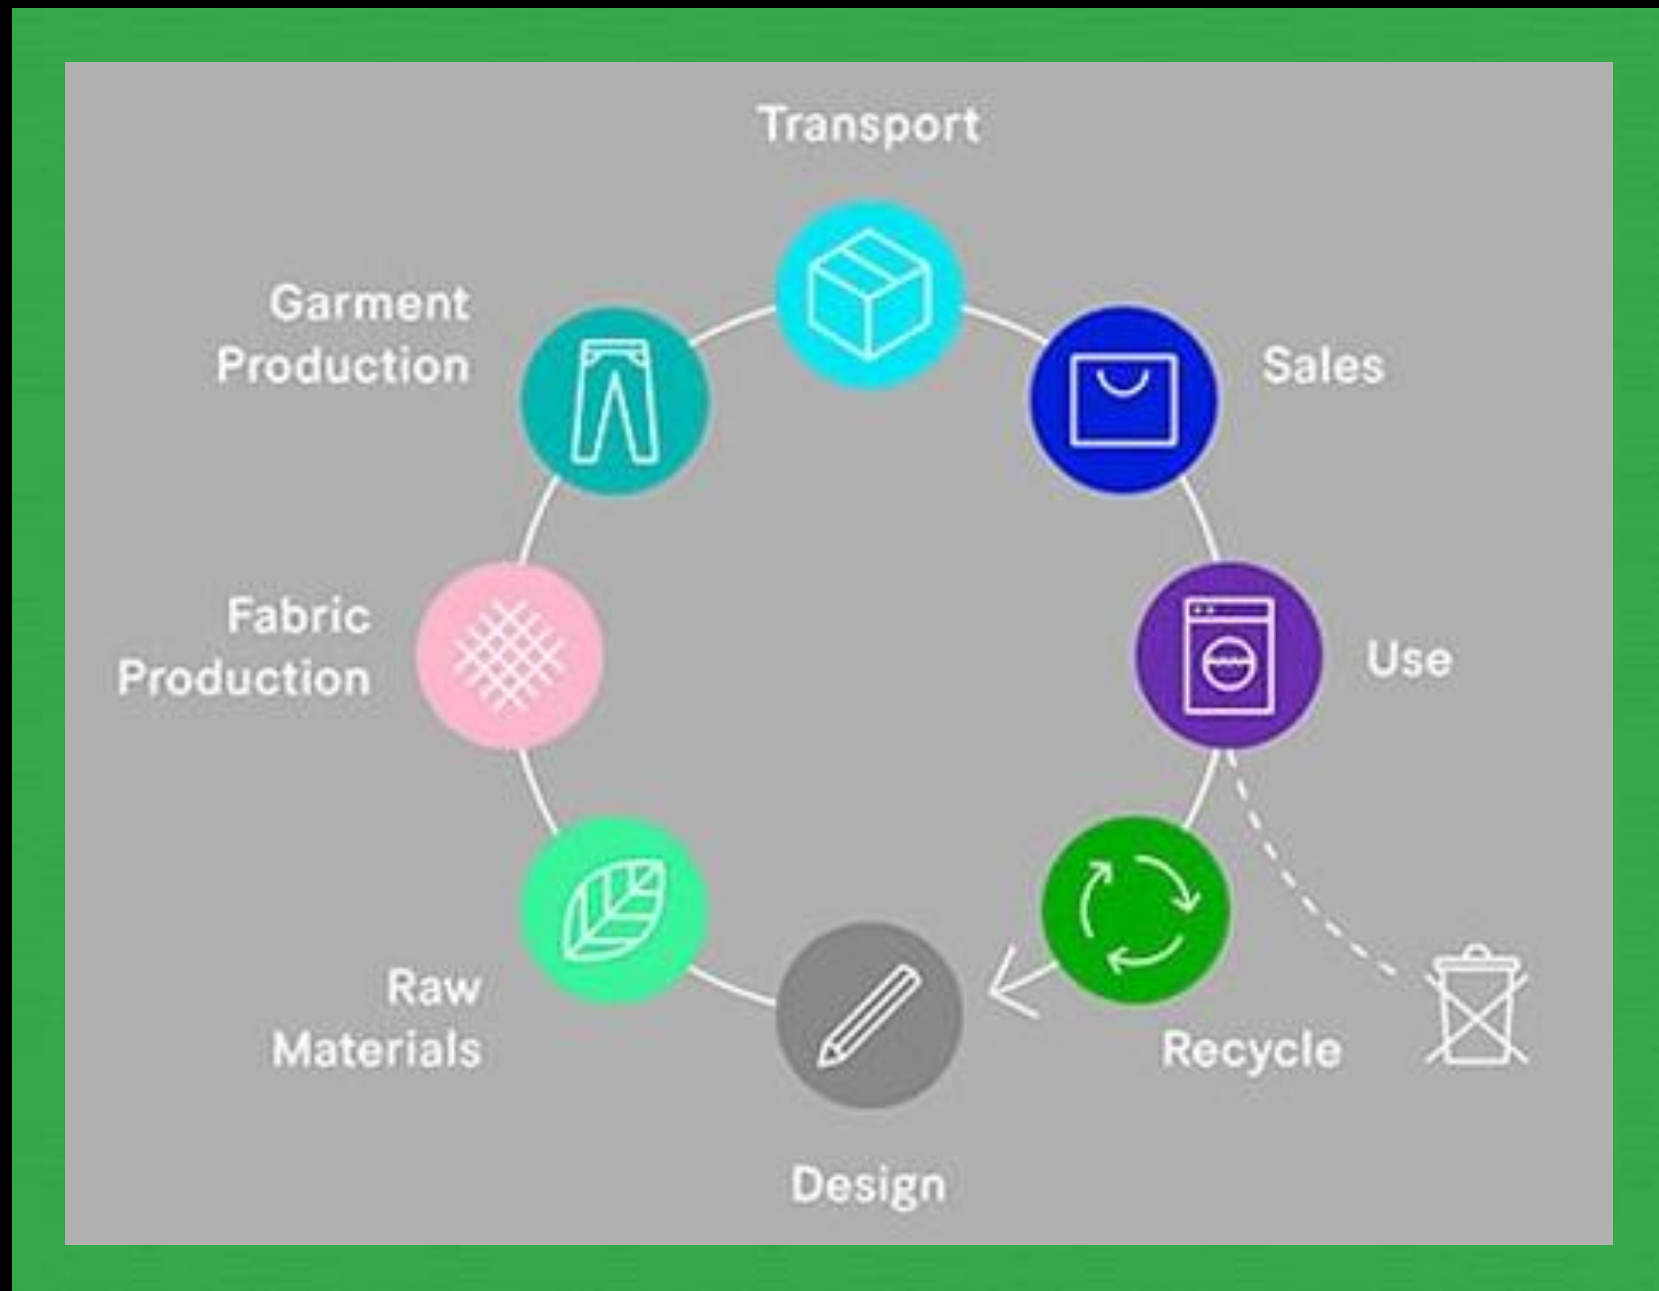 Transport
Garment
Production
Sales
Fabric
Production
Use
Raw
Materials
Recycle
Design